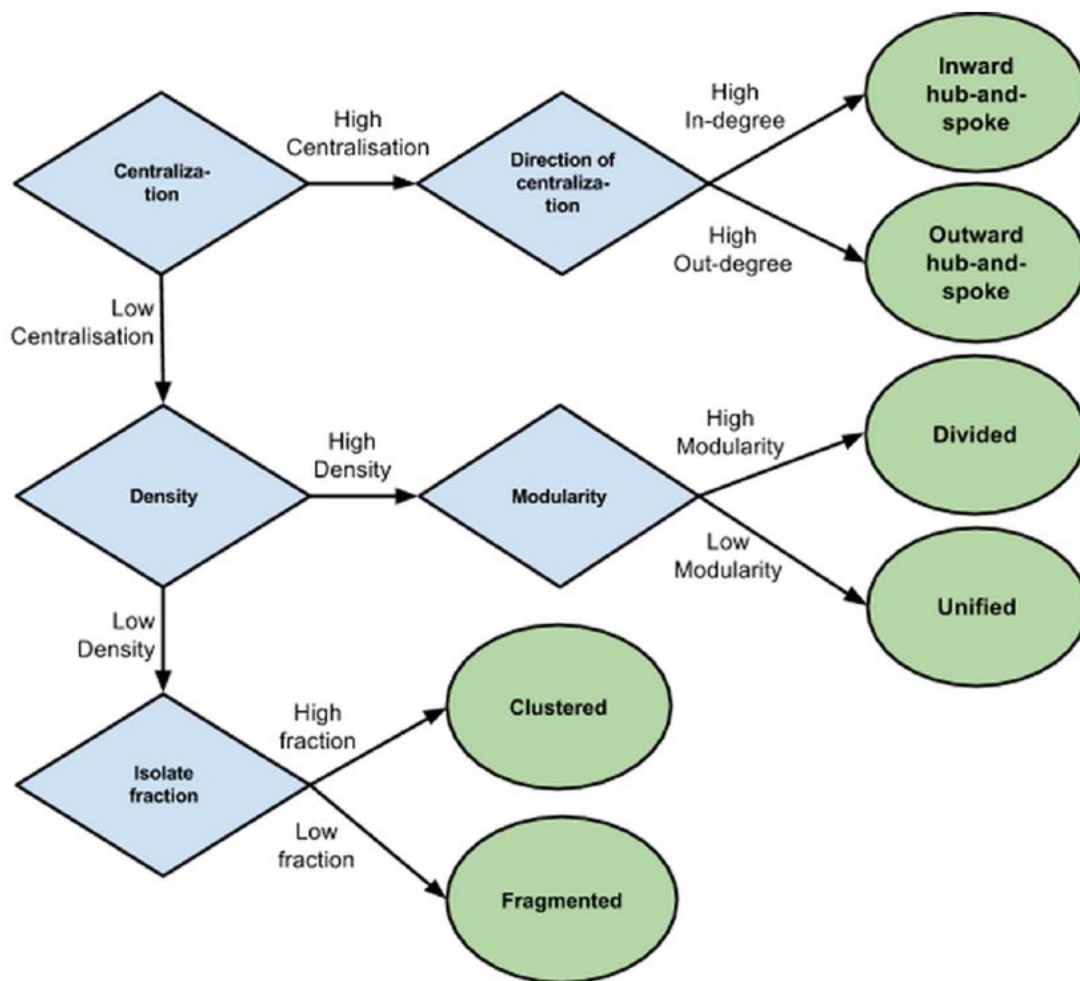 Centraliza-
tion
High
Centralisation
Direction of
centraliza-
tion
High
In-degree
Inward
hub-and-
spoke
High
Out-degree
Outward
hub-and-
spoke
Low
Centralisation
Density
High
Density
Modularity
High
Modularity
Divided
Low
Modularity
Unified
Low
Density
Isolate
fraction
High
fraction
Clustered
Low
fraction
Fragmented